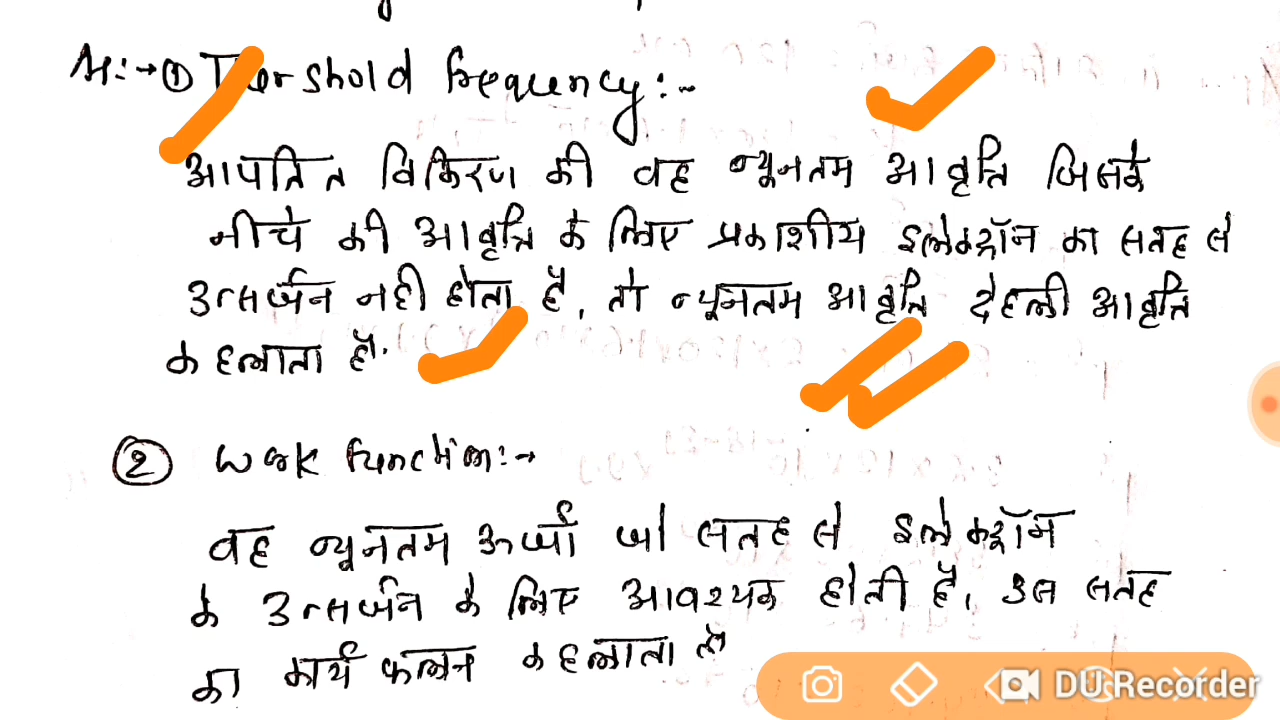 Ans:→ ① Thershold frequency:-
आपतित विकिरण की वह न्यूनतम आवृत्ति जिसके
नीचे की आवृत्ति के लिए प्रकाशीय इलेक्ट्रॉन का सतह से
उत्सर्जन नही होता है, तो न्यूनतम आवृत्ति देहली आवृत्ति
कहलाता है।
② Work function:→
वह न्यूनतम ऊर्जा जो सतह से इलेक्ट्रॉन
के उत्सर्जन के लिए आवश्यक होती है, उस सतह
का कार्य फलन कहलाता है
DU Recorder